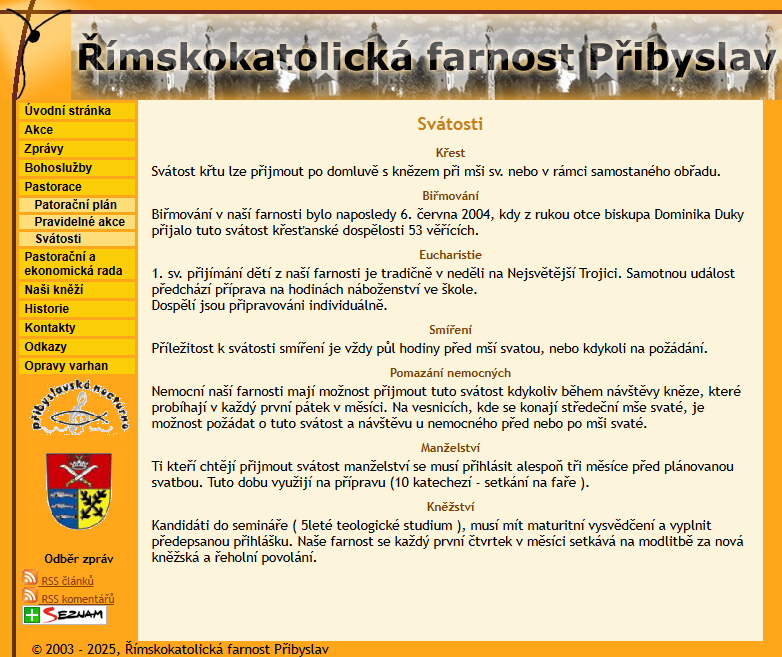 Římskokatolická farnost Přibyslav
Úvodní stránka
Akce
Zprávy
Bohoslužby
Pastorace
Patorační plán
Pravidelné akce
Svátosti
Pastorační a
ekonomická rada
Naši kněží
Historie
Kontakty
Odkazy
Opravy varhan
přibyslavské nocturno
Odběr zpráv
RSS článků
RSS komentářů
SEZNAM
Svátosti
Křest
Svátost křtu lze přijmout po domluvě s knězem při mši sv. nebo v rámci samostaného obřadu.
Biřmování
Biřmování v naší farnosti bylo naposledy 6. června 2004, kdy z rukou otce biskupa Dominika Duky
přijalo tuto svátost křesťanské dospělosti 53 věřících.
Eucharistie
1. sv. přijímání dětí z naší farnosti je tradičně v neděli na Nejsvětější Trojici. Samotnou událost
předchází příprava na hodinách náboženství ve škole.
Dospělí jsou připravováni individuálně.
Smíření
Příležitost k svátosti smíření je vždy půl hodiny před mší svatou, nebo kdykoli na požádání.
Pomazání nemocných
Nemocní naší farnosti mají možnost přijmout tuto svátost kdykoliv během návštěvy kněze, které
probíhají v každý první pátek v měsíci. Na vesnicích, kde se konají středeční mše svaté, je
možnost požádat o tuto svátost a návštěvu u nemocného před nebo po mši svaté.
Manželství
Ti kteří chtějí přijmout svátost manželství se musí přihlásit alespoň tři měsíce před plánovanou
svatbou. Tuto dobu využijí na přípravu (10 katechezí - setkání na faře ).
Kněžství
Kandidáti do semináře ( 5leté teologické studium ), musí mít maturitní vysvědčení a vyplnit
předepsanou přihlášku. Naše farnost se každý první čtvrtek v měsíci setkává na modlitbě za nová
kněžská a řeholní povolání.
© 2003 - 2025, Římskokatolická farnost Přibyslav